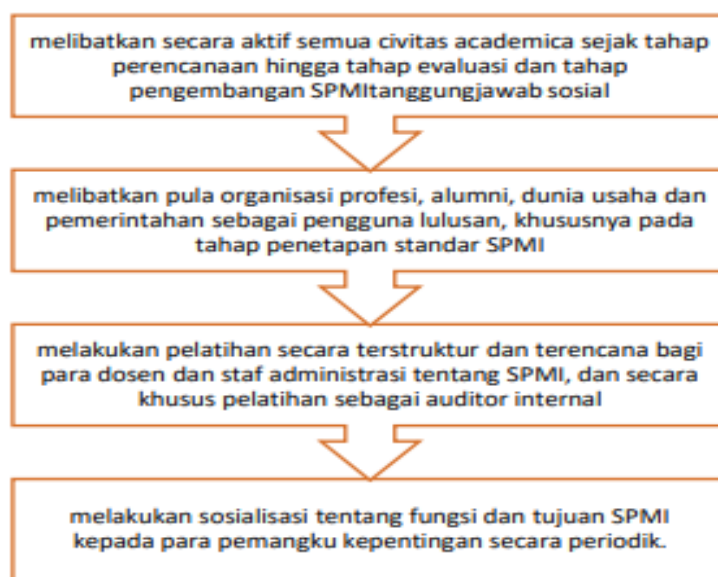 melibatkan secara aktif semua civitas academica sejak tahap
perencanaan hingga tahap evaluasi dan tahap
pengembangan SPMItanggungjawab sosial
melibatkan pula organisasi profesi, alumni, dunia usaha dan
pemerintahan sebagai pengguna lulusan, khususnya pada
tahap penetapan standar SPMI
melakukan pelatihan secara terstruktur dan terencana bagi
para dosen dan staf administrasi tentang SPMI, dan secara
khusus pelatihan sebagai auditor internal
melakukan sosialisasi tentang fungsi dan tujuan SPMI
kepada para pemangku kepentingan secara periodik.